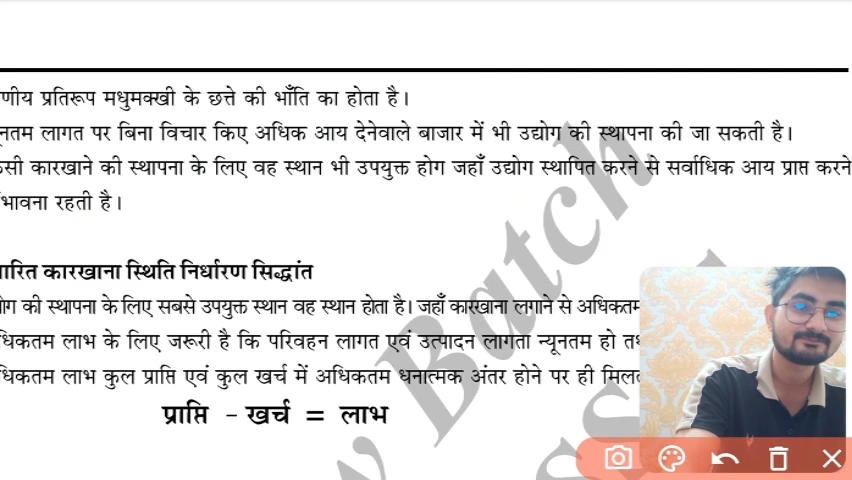 णीय प्रतिरूप मधुमक्खी के छत्ते की भाँति का होता है।
नतम लागत पर बिना विचार किए अधिक आय देनेवाले बाजार में भी उद्योग की स्थापना की जा सकती है।
सी कारखाने की स्थापना के लिए वह स्थान भी उपयुक्त होग जहाँ उद्योग स्थापित करने से सर्वाधिक आय प्राप्त करने
भावना रहती है।
ारित कारखाना स्थिति निर्धारण सिद्धांत
ोग की स्थापना के लिए सबसे उपयुक्त स्थान वह स्थान होता है। जहाँ कारखाना लगाने से अधिकतम
धिकतम लाभ के लिए जरूरी है कि परिवहन लागत एवं उत्पादन लागता न्यूनतम हो
धिकतम लाभ कुल प्राप्ति एवं कुल खर्च में अधिकतम धनात्मक अंतर होने पर ही
प्राप्ति - खर्च = लाभ
Batch